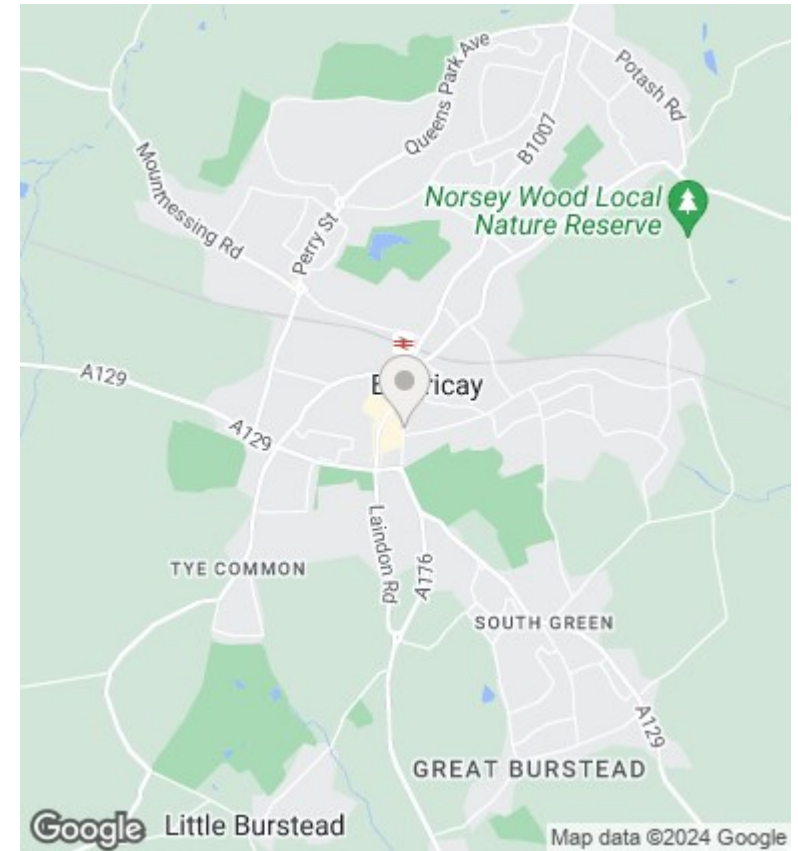 Queens Park Ave
Potash Rd
B1007
Mountnessing Rd
Norsey Wood Local
Nature Reserve
Perry St
A129
A129
Laindon Rd
A176
TYE COMMON
SOUTH GREEN
A129
GREAT BURSTEAD
Google
Little Burstead
Map data ©2024 Google